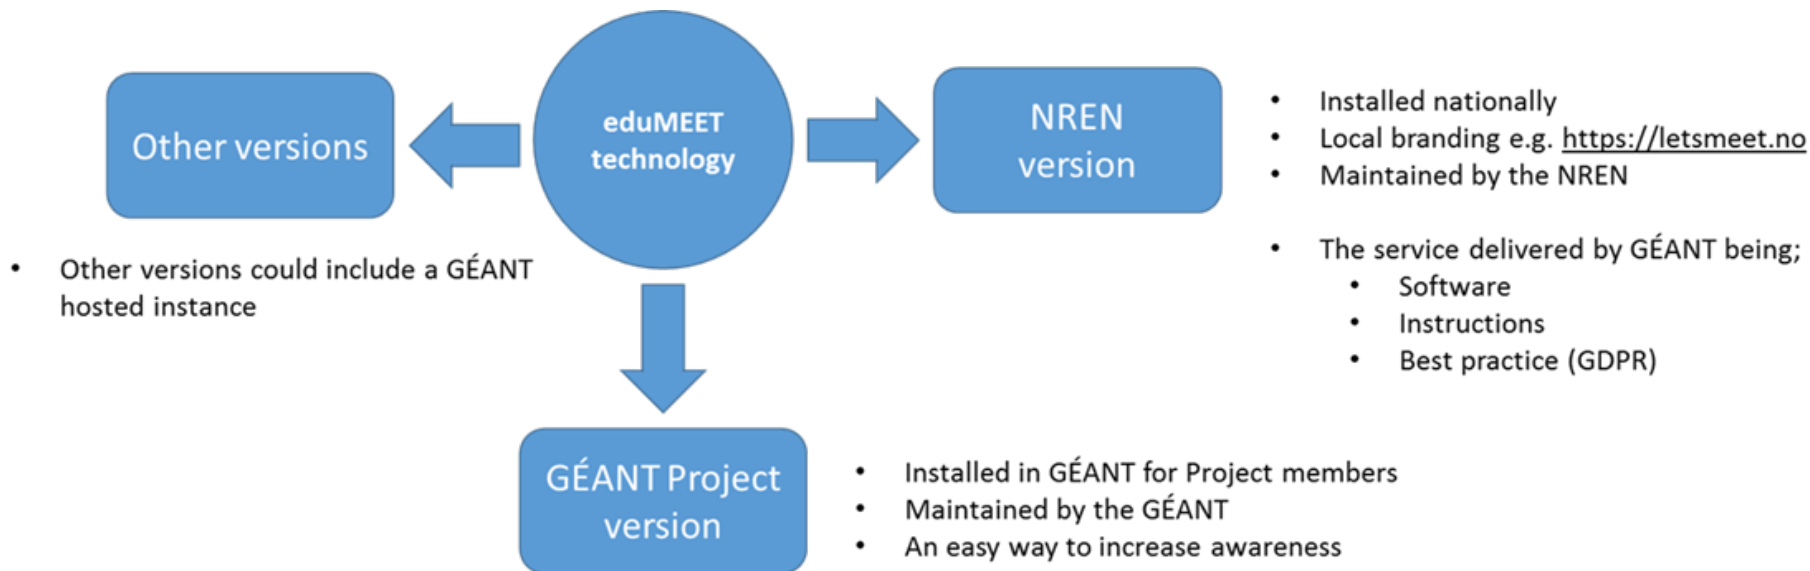 eduMEET
technology
Other versions
• Other versions could include a GÉANT
hosted instance
NREN
version
• Installed nationally
• Local branding e.g. https://letsmeet.no
• Maintained by the NREN
• The service delivered by GÉANT being;
• Software
• Instructions
• Best practice (GDPR)
GÉANT Project
version
• Installed in GÉANT for Project members
• Maintained by the GÉANT
• An easy way to increase awareness